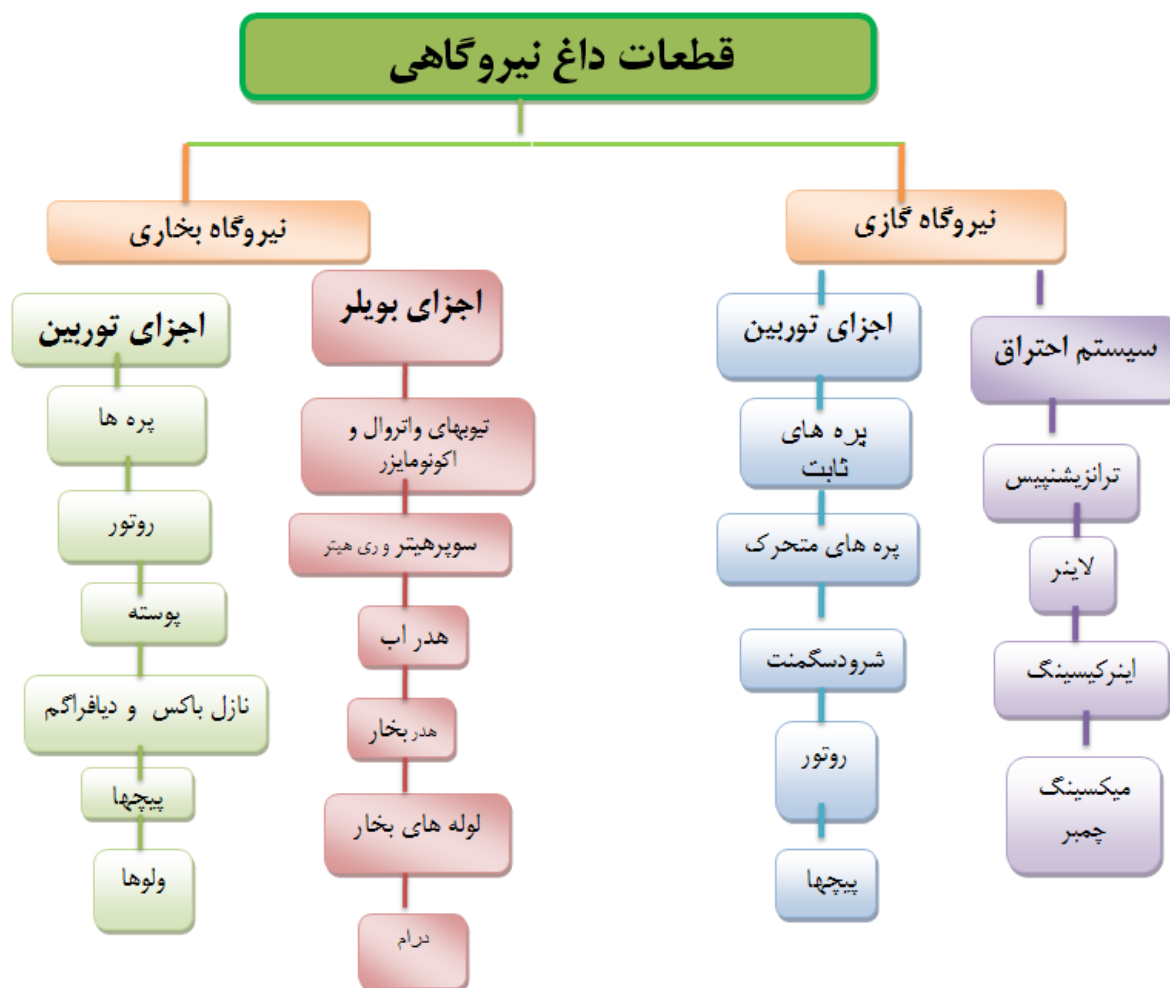 قطعات داغ نیروگاهی
نیروگاه گازی
نیروگاه بخاری
سیستم احتراق
ترانزیشنپیس
لاینر
اینرکیسینگ
میکسینگ
چمبر
اجزای توربین
پره های
ثابت
پره های متحرک
شرودسگمنت
روتور
پیچها
اجزای بویلر
تیوبهای واتروال و
اکونومایزر
سوپرهیتر و ری هیتر
هدر اب
هدر بخار
لوله های بخار
درام
اجزای توربین
پره ها
روتور
پوسته
نازل باکس و دیافراگم
پیچها
ولوها